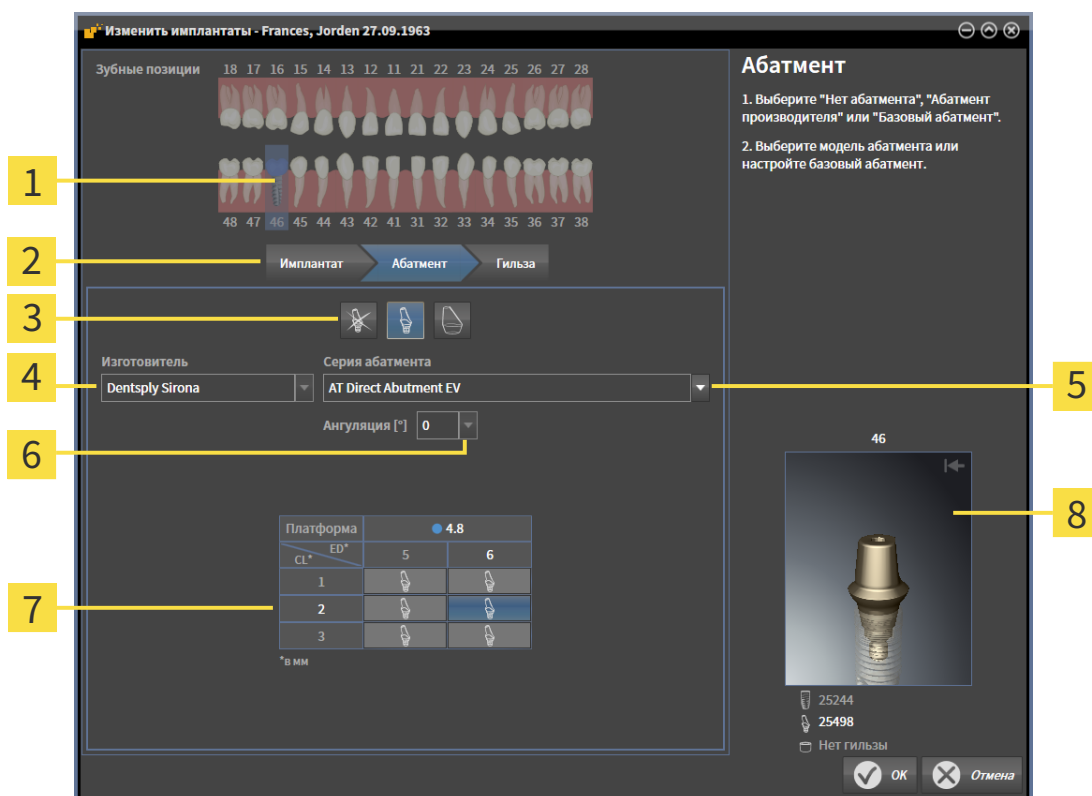 Изменить имплантаты - Frances, Jorden 27.09.1963
Зубные позиции
18 17 16 15 14 13 12 11 21 22 23 24 25 26 27 28
48 47 46 45 44 43 42 41 31 32 33 34 35 36 37 38
1
2
Имплантат
Абатмент
Гильза
3
Изготовитель
Серия абатмента
4
Dentsply Sirona
AT Direct Abutment EV
5
Ангуляция [°]
0
6
Платформа
4.8
CL*
ED*
5
6
1
2
3
7
*в мм
Абатмент
1. Выберите "Нет абатмента", "Абатмент
производителя" или "Базовый абатмент".
2. Выберите модель абатмента или
настройте базовый абатмент.
46
8
25244
25498
Нет гильзы
OK
Отмена